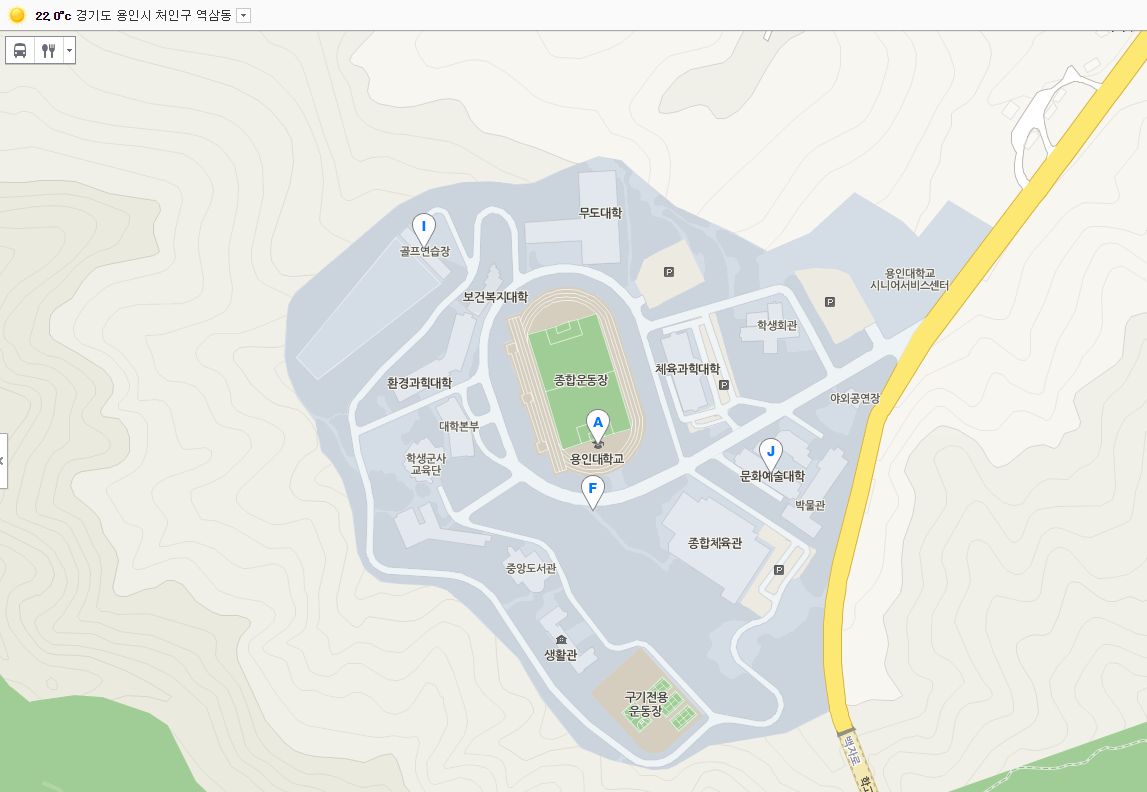 22.0℃ 경기도 용인시 처인구 역삼동
무도대학
I
골프연습장
P
용인대학교
시니어서비스센터
보건복지대학
P
학생회관
체육과학대학
종합운동장
환경과학대학
P
야외공연장
A
대학본부
용인대학교
J
학생군사
교육단
문화예술대학
F
박물관
종합체육관
중앙도서관
P
생활관
구기전용
운동장
백자로